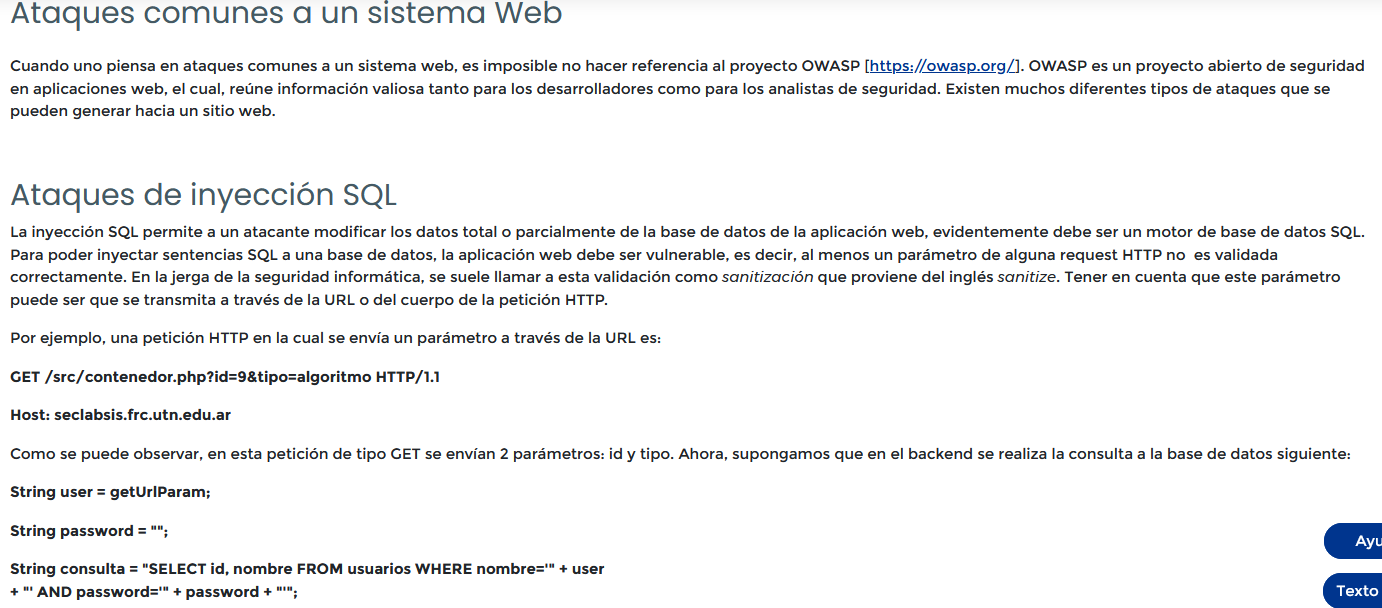 Ataques comunes a un sistema Web
Cuando uno piensa en ataques comunes a un sistema web, es imposible no hacer referencia al proyecto OWASP [https://owasp.org/]. OWASP es un proyecto abierto de seguridad
en aplicaciones web, el cual, reúne información valiosa tanto para los desarrolladores como para los analistas de seguridad. Existen muchos diferentes tipos de ataques que se
pueden generar hacia un sitio web.
Ataques de inyección SQL
La inyección SQL permite a un atacante modificar los datos total o parcialmente de la base de datos de la aplicación web, evidentemente debe ser un motor de base de datos SQL.
Para poder inyectar sentencias SQL a una base de datos, la aplicación web debe ser vulnerable, es decir, al menos un parámetro de alguna request HTTP no  es validada
correctamente. En la jerga de la seguridad informática, se suele llamar a esta validación como sanitización que proviene del inglés sanitize. Tener en cuenta que este parámetro
puede ser que se transmita a través de la URL o del cuerpo de la petición HTTP.
Por ejemplo, una petición HTTP en la cual se envía un parámetro a través de la URL es:
GET /src/contenedor.php?id=9&tipo=algoritmo HTTP/1.1
Host: seclabsis.frc.utn.edu.ar
Como se puede observar, en esta petición de tipo GET se envían 2 parámetros: id y tipo. Ahora, supongamos que en el backend se realiza la consulta a la base de datos siguiente:
String user = getUrlParam;
String password = "";
Ayu
String consulta = "SELECT id, nombre FROM usuarios WHERE nombre='" + user
+ "' AND password='" + password + "'";
Texto